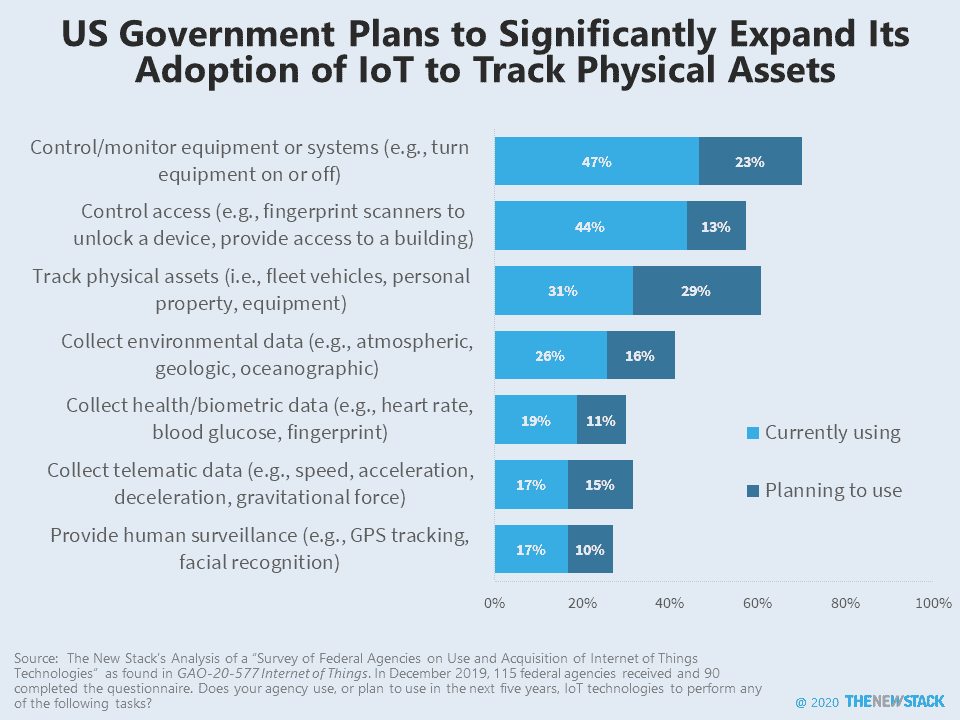 US Government Plans to Significantly Expand Its
Adoption of IoT to Track Physical Assets
Control/monitor equipment or systems (e.g., turn
equipment on or off)
47%
23%
Control access (e.g., fingerprint scanners to
unlock a device, provide access to a building)
44%
13%
Track physical assets (i.e., fleet vehicles, personal
property, equipment)
31%
29%
Collect environmental data (e.g., atmospheric,
geologic, oceanographic)
26%
16%
Collect health/biometric data (e.g., heart rate,
blood glucose, fingerprint)
19%
11%
Collect telematic data (e.g., speed, acceleration,
deceleration, gravitational force)
17%
15%
Provide human surveillance (e.g., GPS tracking,
facial recognition)
17%
10%
Currently using
Planning to use
0%
20%
40%
60%
80%
100%
Source:  The New Stack's Analysis of a "Survey of Federal Agencies on Use and Acquisition of Internet of Things
Technologies" as found in GAO-20-577 Internet of Things. In December 2019, 115 federal agencies received and 90
completed the questionnaire. Does your agency use, or plan to use in the next five years, IoT technologies to perform any
of the following tasks?
@ 2020 THENEWSTACK